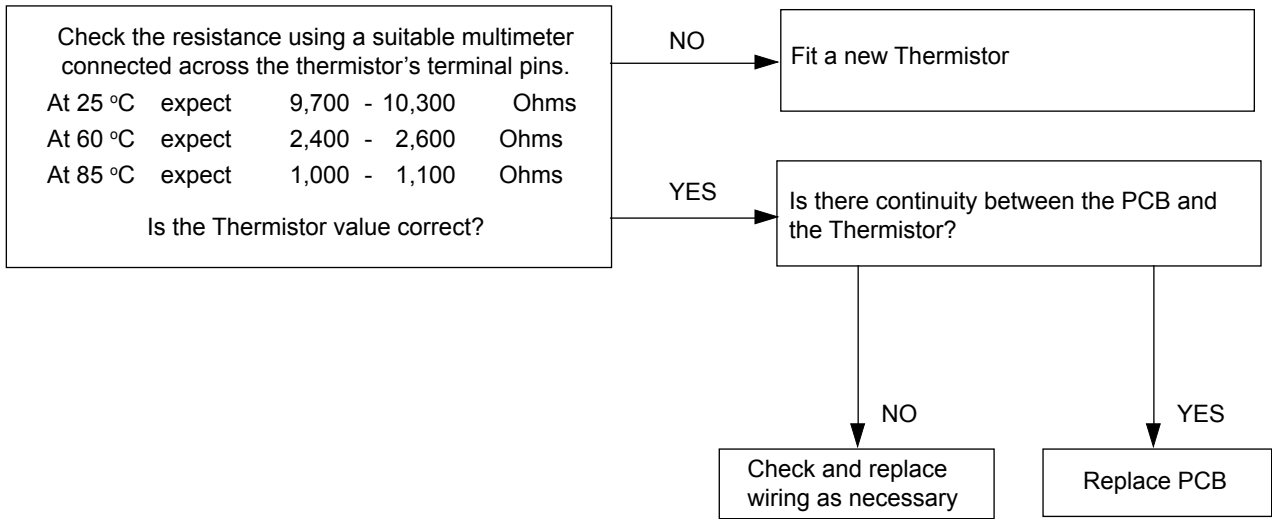 Check the resistance using a suitable multimeter
connected across the thermistor's terminal pins.
At 25 °C expect 9,700 - 10,300 Ohms
At 60 °C expect 2,400 - 2,600 Ohms
At 85 °C expect 1,000 - 1,100 Ohms
Is the Thermistor value correct?
NO
Fit a new Thermistor
YES
Is there continuity between the PCB and
the Thermistor?
NO
Check and replace
wiring as necessary
YES
Replace PCB